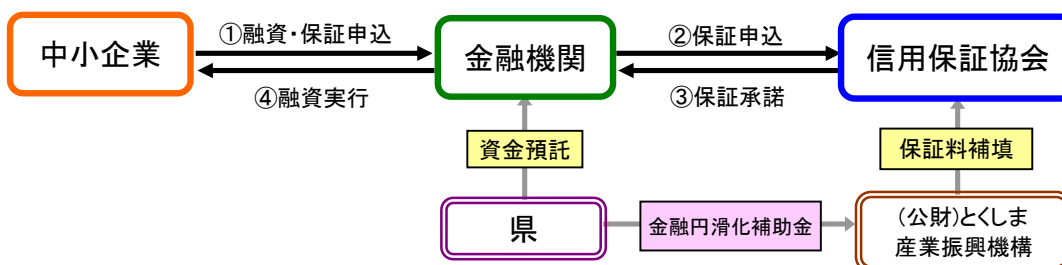 ①融資・保証申込
②保証申込
中小企業
金融機関
信用保証協会
④融資実行
③保証承諾
資金預託
保証料補填
県
金融円滑化補助金
(公財)とくしま
産業振興機構